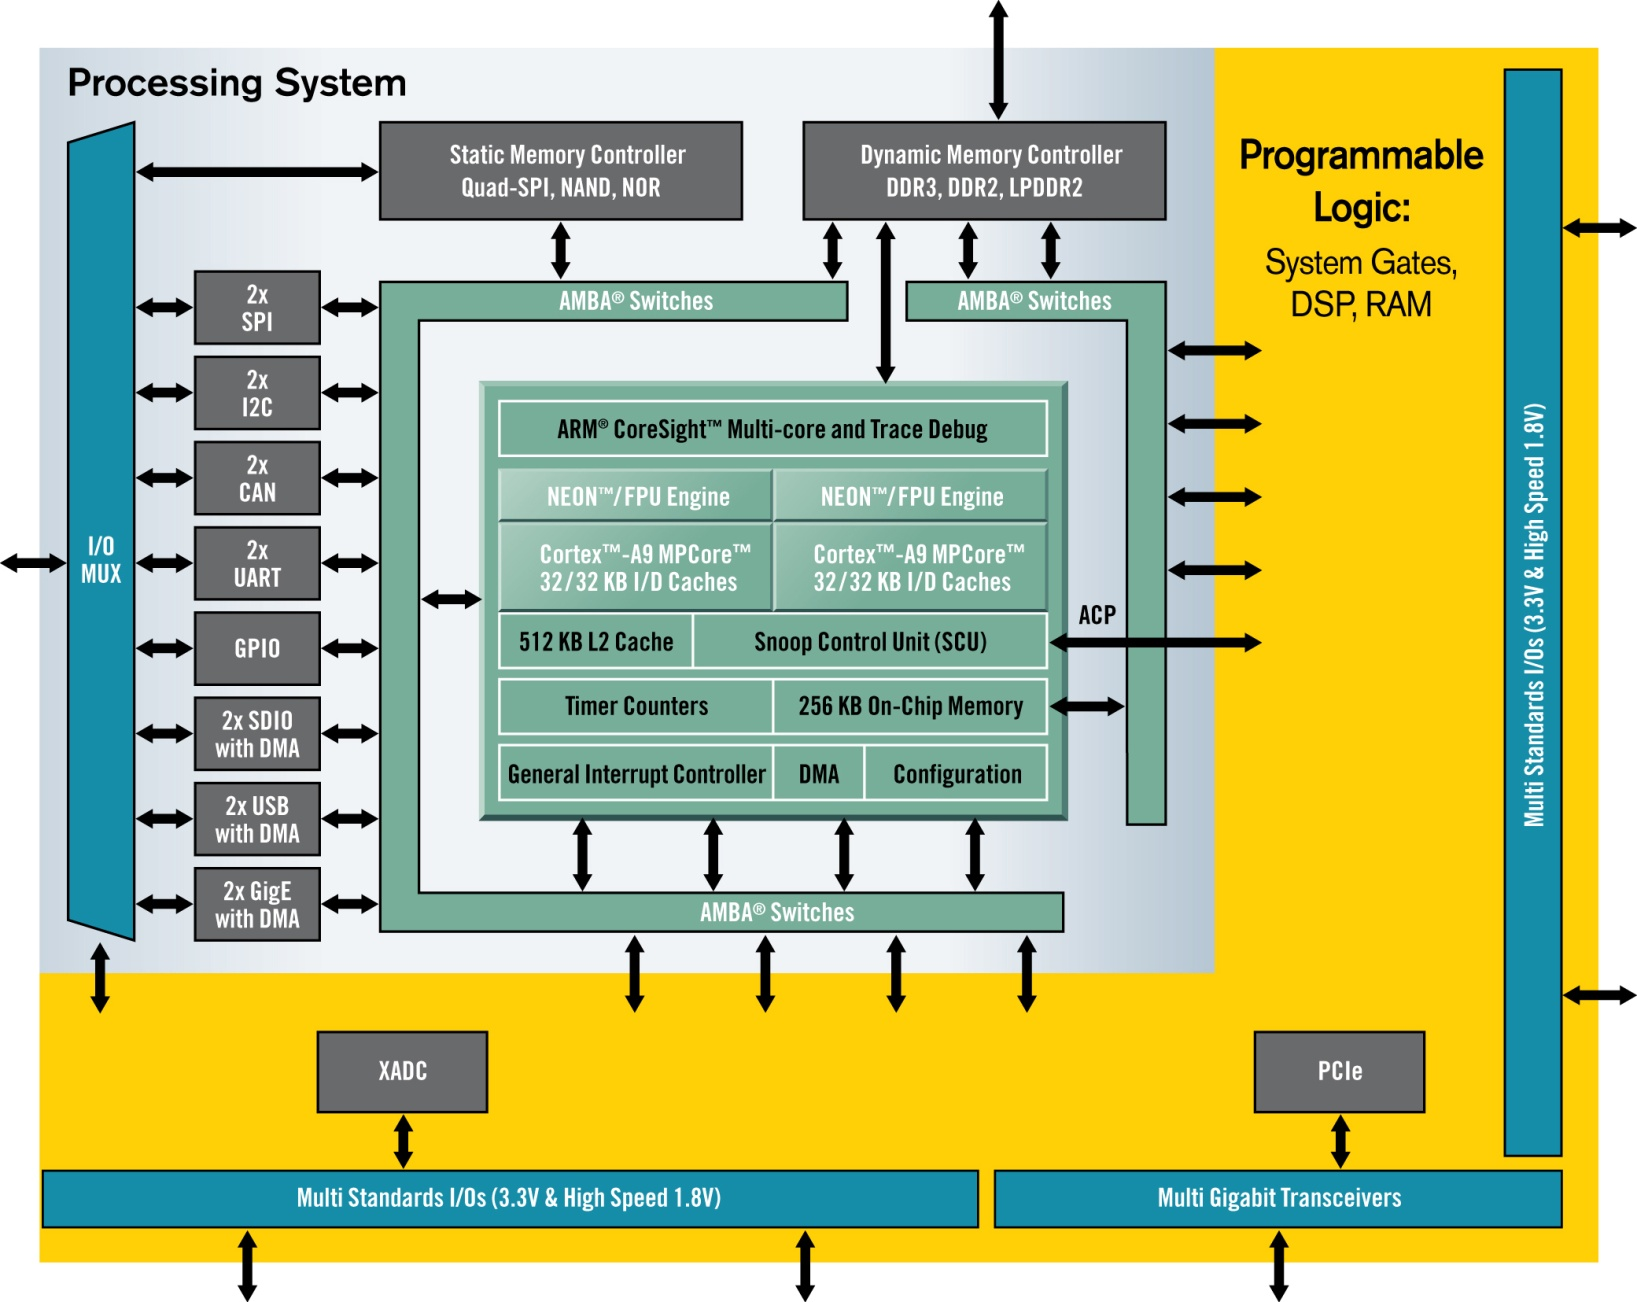 Processing System
Static Memory Controller
Quad-SPI, NAND, NOR
Dynamic Memory Controller
DDR3, DDR2, LPDDR2
Programmable
Logic:
System Gates,
DSP, RAM
AMBA® Switches
AMBA® Switches
2x
SPI
2x
I2C
2x
CAN
2x
UART
GPIO
2x SDIO
with DMA
2x USB
with DMA
2x GigE
with DMA
I/O
MUX
ARM® CoreSight™ Multi-core and Trace Debug
NEON™/FPU Engine
NEON™/FPU Engine
Cortex™-A9 MPCore™
32/32 KB I/D Caches
Cortex™-A9 MPCore™
32/32 KB I/D Caches
512 KB L2 Cache
Snoop Control Unit (SCU)
ACP
Timer Counters
256 KB On-Chip Memory
General Interrupt Controller
DMA
Configuration
AMBA® Switches
Multi Standards I/Os (3.3V & High Speed 1.8V)
XADC
PCIe
Multi Standards I/Os (3.3V & High Speed 1.8V)
Multi Gigabit Transceivers